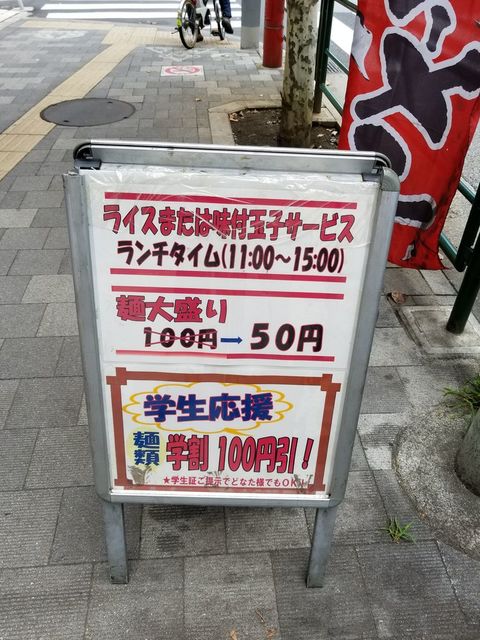 ライスまたは味付玉子サービス
ランチタイム(11:00～15:00)
麺大盛り
100円→50円
学生応援
麺類 学割 100円引!
★学生証ご提示でどなた様でもOK!